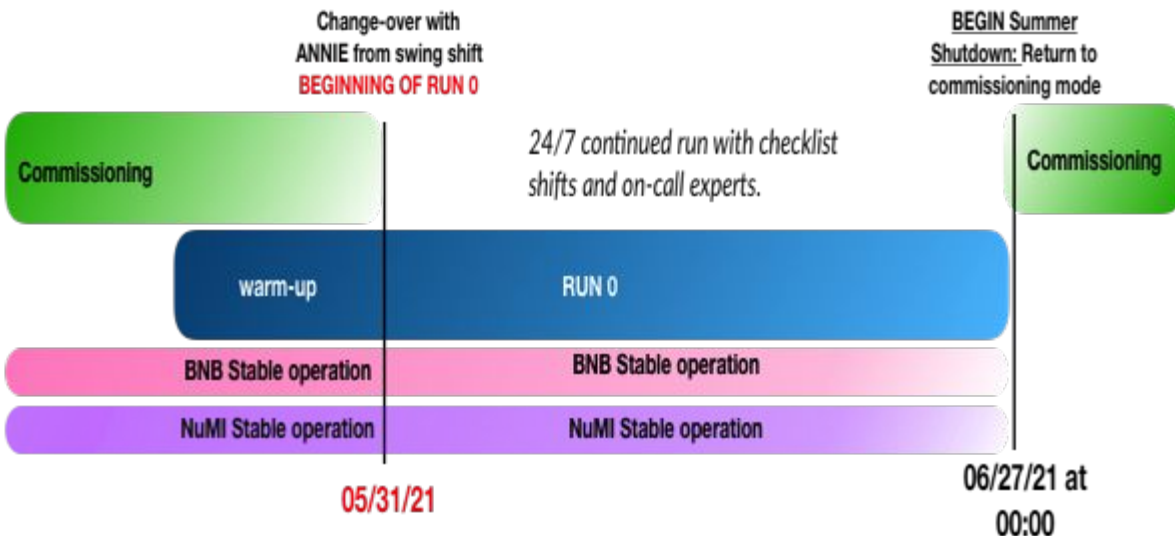 Change-over with
ANNIE from swing shift
BEGINNING OF RUN 0
BEGIN Summer
Shutdown: Return to
commissioning mode
Commissioning
24/7 continued run with checklist
shifts and on-call experts.
Commissioning
warm-up
RUN 0
BNB Stable operation
BNB Stable operation
NuMI Stable operation
NuMI Stable operation
05/31/21
06/27/21 at
00:00